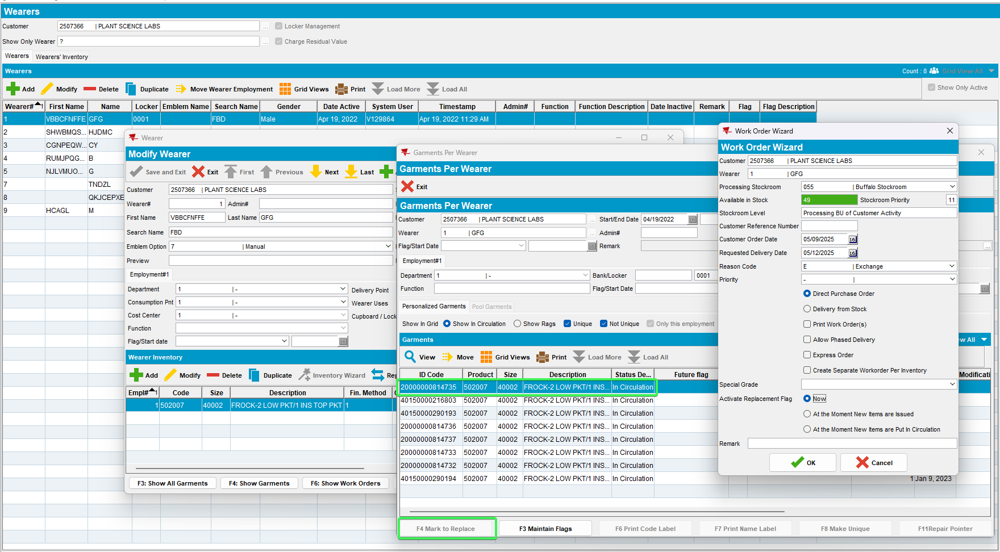 Wearers
Customer 2507366 | PLANT SCIENCE LABS ... Locker Management
Show Only Wearer ? ... Charge Residual Value
Wearers Wearers' Inventory
Wearers Count : 8 Grid View All
Add Modify Delete Duplicate Move Wearer Employment Grid Views Print Load More Load All Show Only Active
Wearer# 1 First Name Name Locker Emblem Name Search Name Gender Date Active System User Timestamp Admin# Function Function Description Date Inactive Remark Flag Flag Description
1 VBBCFNFFE GFG 0001 FBD Male Apr 19, 2022 V129864 Apr 19, 2022 11:29 AM
2 SHWBMQS... HJDMC
3 CGNPEQW... CY
4 RUMJPQG... B
5 NJLVMUO... G
7 TNDZL
8 QKJCEPXE
9 HCAGL M
Wearer
Modify Wearer
Save and Exit Exit First Previous Next Last
Customer 2507366 | PLANT SCIENCE LABS
Wearer# 1 Admin#
First Name VBBCFNFFE Last Name GFG
Search Name FBD
Emblem Option 7 | Manual
Preview
Employment#1
Department 1 | - Delivery Point
Consumption Pnt 1 | - Wearer Uses
Cost Center 1 | - Cupboard / Lock
Function
Flag/Start date 16
Wearer Inventory
Add Modify Delete Duplicate Inventory Wizard Rep
Empl# 1 Code Size Description Fin. Method
1 502007 40002 FROCK-2 LOW PKT/1 INS TOP PKT 1
F3: Show All Garments F4: Show Garments F6: Show Work Orders
Garments Per Wearer
Garments Per Wearer
Exit
Garments Per Wearer
Customer 2507366 | PLANT SCIENCE LABS ... Start/End Date 04/19/2022 16
Wearer 1 | GFG ... Admin#
Flag/Start Date 16 Remark ...
Employment#1
Department 1 | - Bank/Locker 0001
Function Flag/Start Date 16
Personalized Garments Pool Garments
Show In Grid Show In Circulation Show Rags Unique Not Unique Only this employment
Garments ew All
View Move Grid Views Print Load More Load All
ID Code Product Size Description Status De... Future flag Modificati
20000000814735 502007 40002 FROCK-2 LOW PKT/1 INS... In Circulation
40150000216803 502007 40002 FROCK-2 LOW PKT/1 INS... In Circulation
40150000290193 502007 40002 FROCK-2 LOW PKT/1 INS... In Circulation
20000000814736 502007 40002 FROCK-2 LOW PKT/1 INS... In Circulation
20000000814737 502007 40002 FROCK-2 LOW PKT/1 INS... In Circulation
20000000814733 502007 40002 FROCK-2 LOW PKT/1 INS... In Circulation
20000000814732 502007 40002 FROCK-2 LOW PKT/1 INS... In Circulation
40150000290194 502007 40002 FROCK-2 LOW PKT/1 INS... In Circulation 1 Jan 9, 2023
F4 Mark to Replace F3 Maintain Flags F6 Print Code Label F7 Print Name Label F8 Make Unique F11Repair Pointer
Work Order Wizard
Work Order Wizard
Customer 2507366 | PLANT SCIENCE LABS
Wearer 1 | GFG
Processing Stockroom 055 | Buffalo Stockroom
Available in Stock 49 Stockroom Priority 11
Stockroom Level Processing BU of Customer Activity
Customer Reference Number
Customer Order Date 05/09/2025 16
Requested Delivery Date 05/12/2025 16
Reason Code E | Exchange
Priority - |
Direct Purchase Order
Delivery from Stock
Print Work Order(s)
Allow Phased Delivery
Express Order
Create Separate Workorder Per Inventory
Special Grade
Activate Replacement Flag Now
At the Moment New Items are Issued
At the Moment New Items are Put In Circulation
Remark
OK Cancel